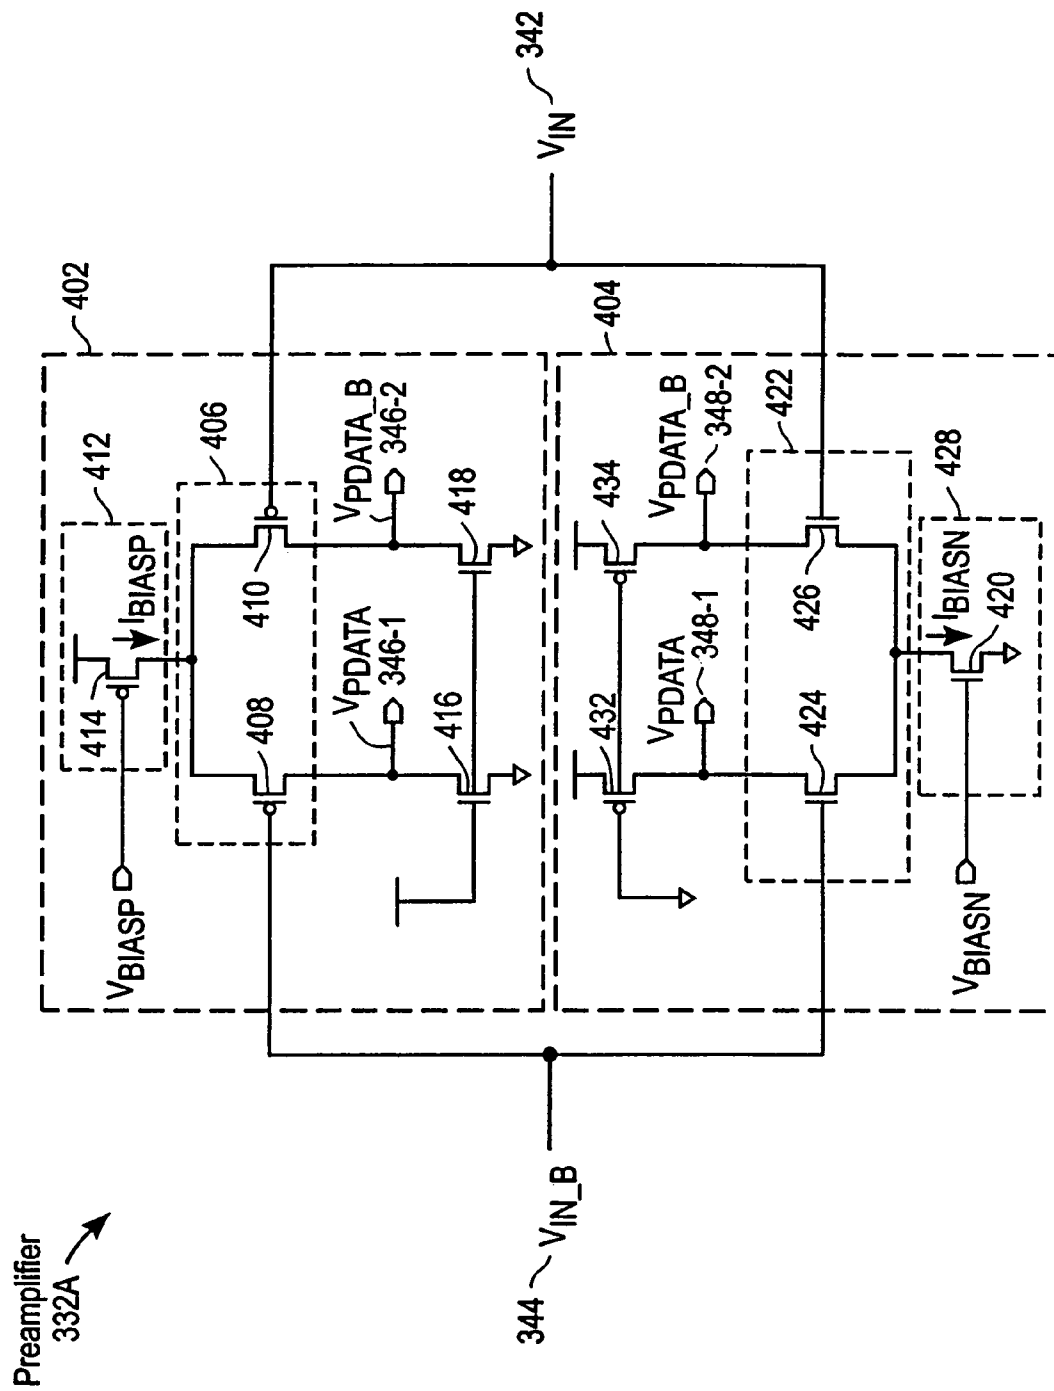 Preamplifier
332A
402
412
414
I_BIASP
V_BIASP
406
408
410
V_PDATA
346-1
V_PDATA_B
346-2
416
418
344
V_IN_B
V_IN
342
404
432
434
V_PDATA
348-1
V_PDATA_B
348-2
422
424
426
428
I_BIASN
420
V_BIASN